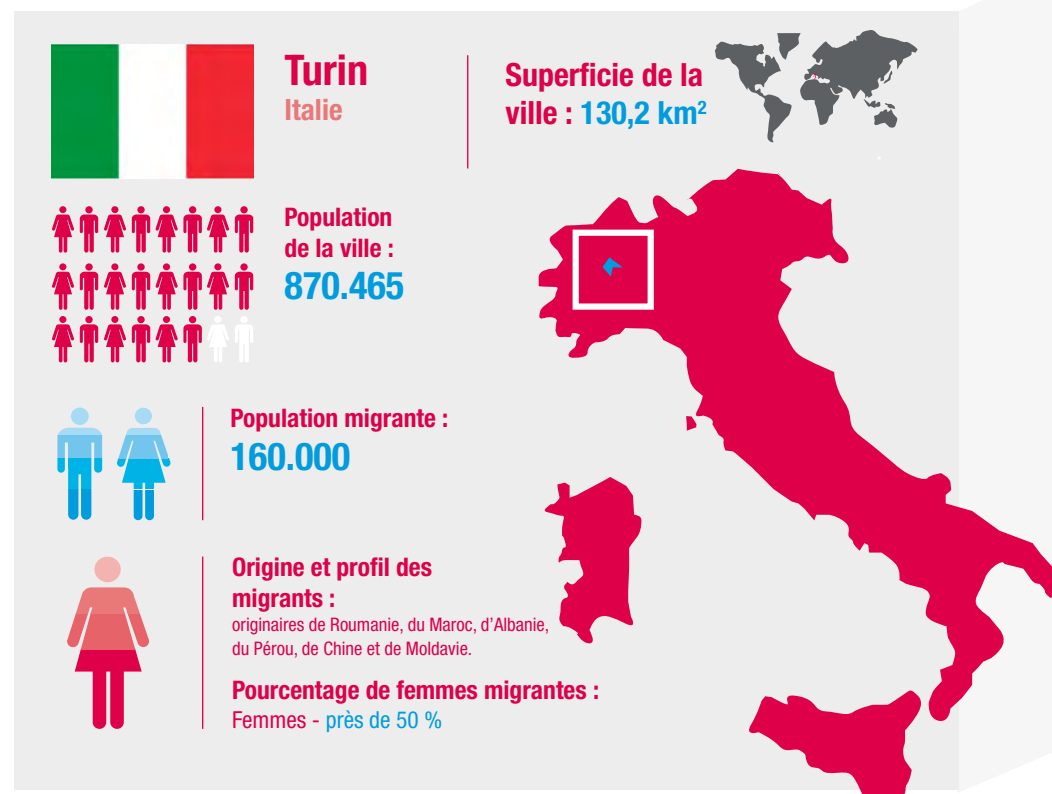 Turin
Italie
Superficie de la
ville : 130,2 km²
Population
de la ville :
870.465
Population migrante :
160.000
Origine et profil des
migrants :
originaires de Roumanie, du Maroc, d’Albanie,
du Pérou, de Chine et de Moldavie.
Pourcentage de femmes migrantes :
Femmes - près de 50 %